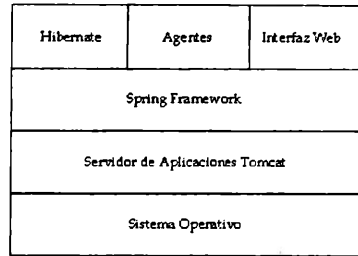 Hibernate Agentes Interfaz Web
Spring Framework
Servidor de Aplicaciones Tomcat
Sistema Operativo